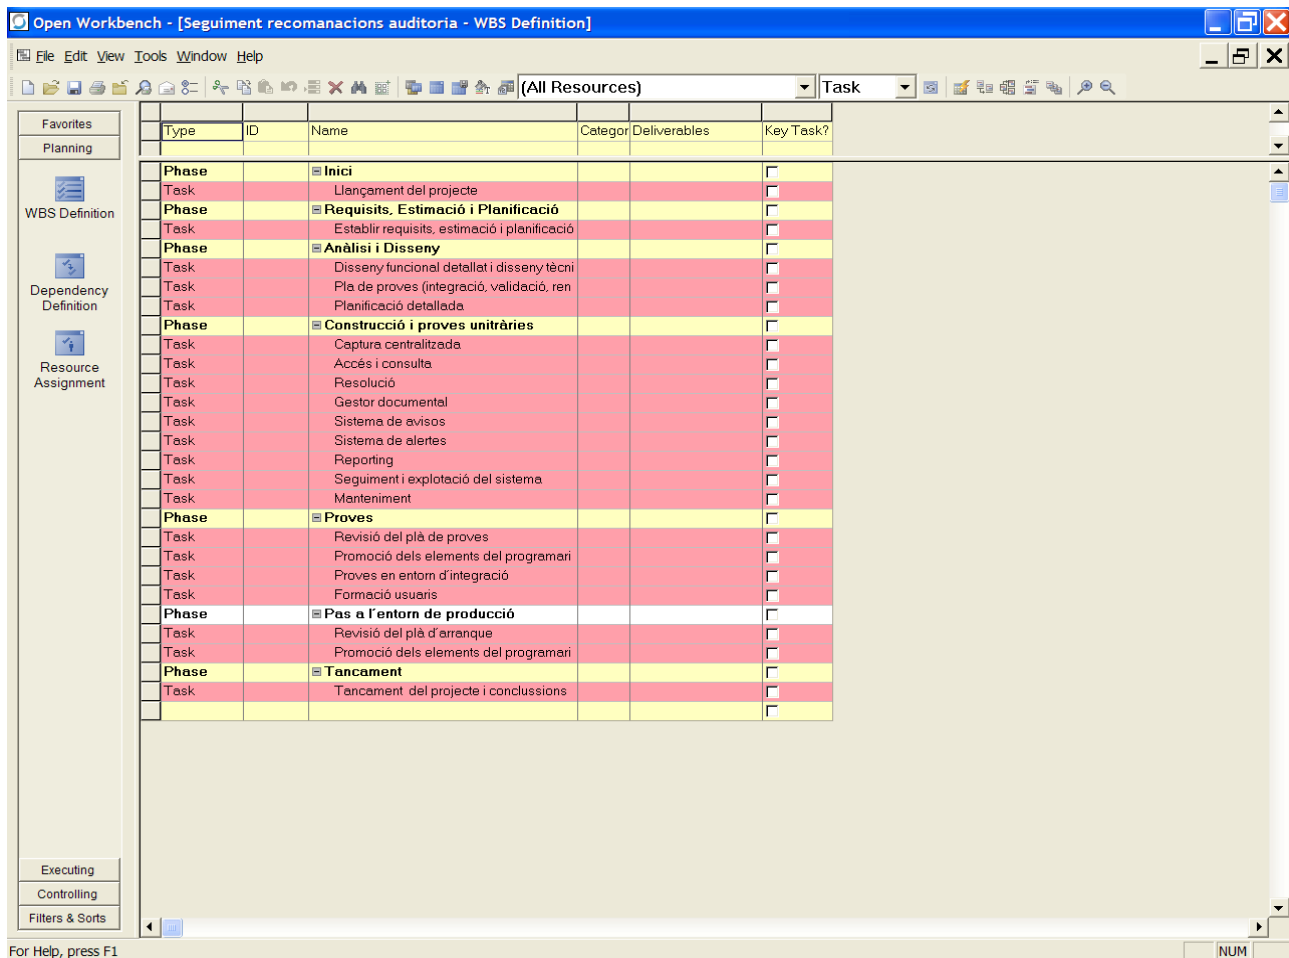 Open Workbench - [Seguiment recomanacions auditoria - WBS Definition]
File Edit View Tools Window Help
(All Resources) Task
Favorites
Planning
WBS Definition
Dependency
Definition
Resource
Assignment
Executing
Controlling
Filters & Sorts
Type ID Name Categor Deliverables Key Task?
Phase Inici
Task Llançament del projecte
Phase Requisits, Estimació i Planificació
Task Establir requisits, estimació i planificació
Phase Anàlisi i Disseny
Task Disseny funcional detallat i disseny tècni
Task Pla de proves (integració, validació, ren
Task Planificació detallada
Phase Construcció i proves unitràries
Task Captura centralitzada
Task Accés i consulta
Task Resolució
Task Gestor documental
Task Sistema de avisos
Task Sistema de alertes
Task Reporting
Task Seguiment i explotació del sistema
Task Manteniment
Phase Proves
Task Revisió del plà de proves
Task Promoció dels elements del programari
Task Proves en entorn d´integració
Task Formació usuaris
Phase Pas a l´entorn de producció
Task Revisió del plà d´arranque
Task Promoció dels elements del programari
Phase Tancament
Task Tancament del projecte i conclussions
For Help, press F1 NUM